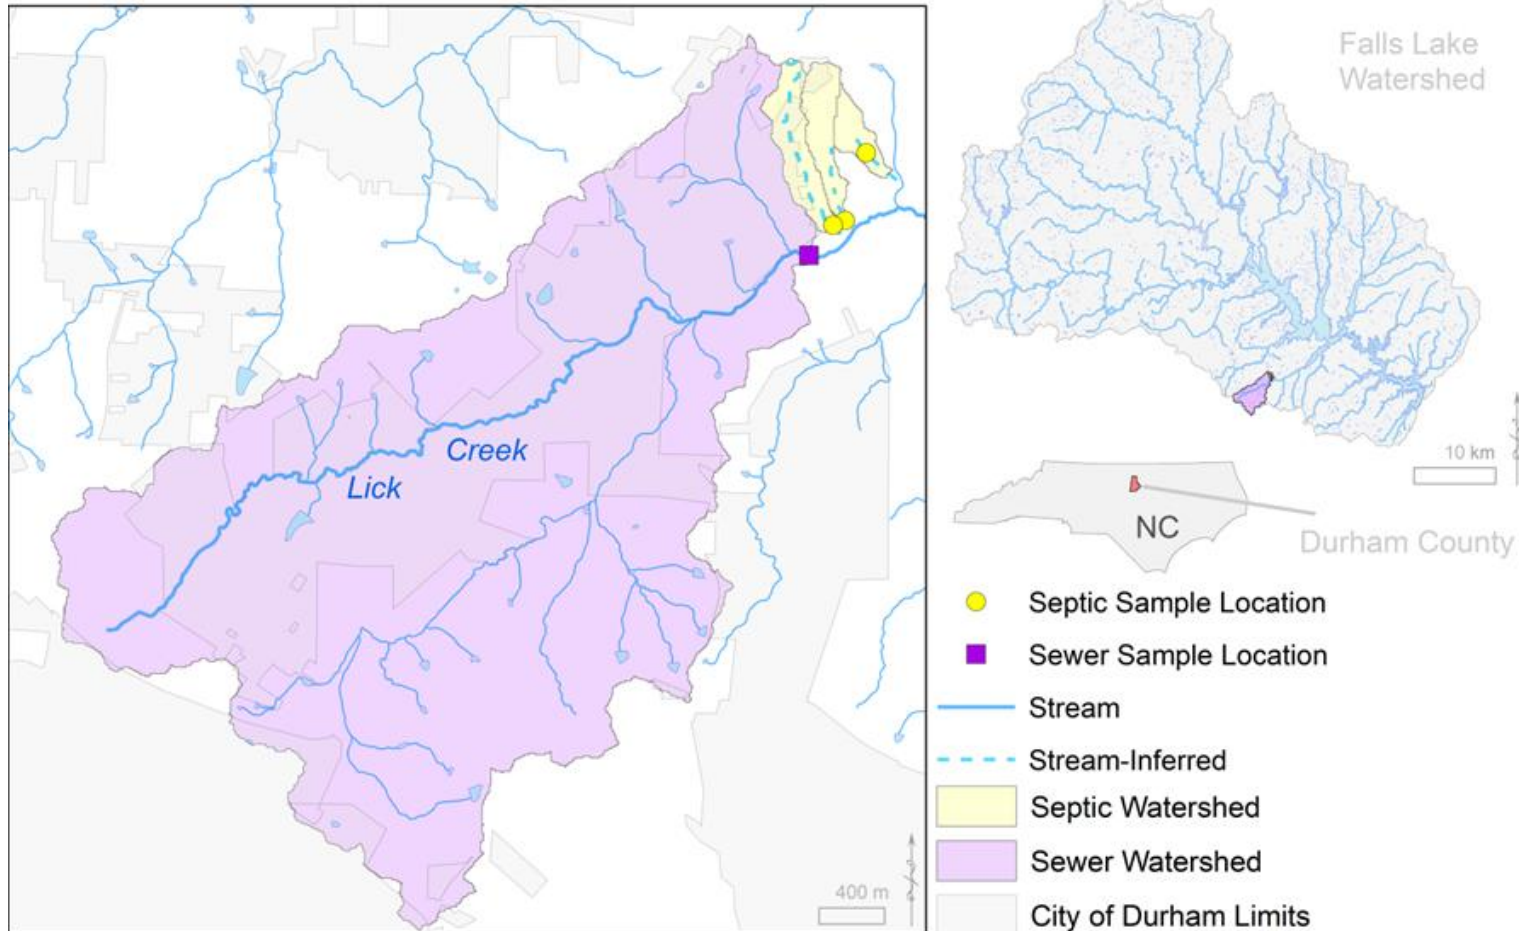 Falls Lake
Watershed
Lick
Creek
400 m
10 km
NC
Durham County
Septic Sample Location
Sewer Sample Location
Stream
Stream-Inferred
Septic Watershed
Sewer Watershed
City of Durham Limits